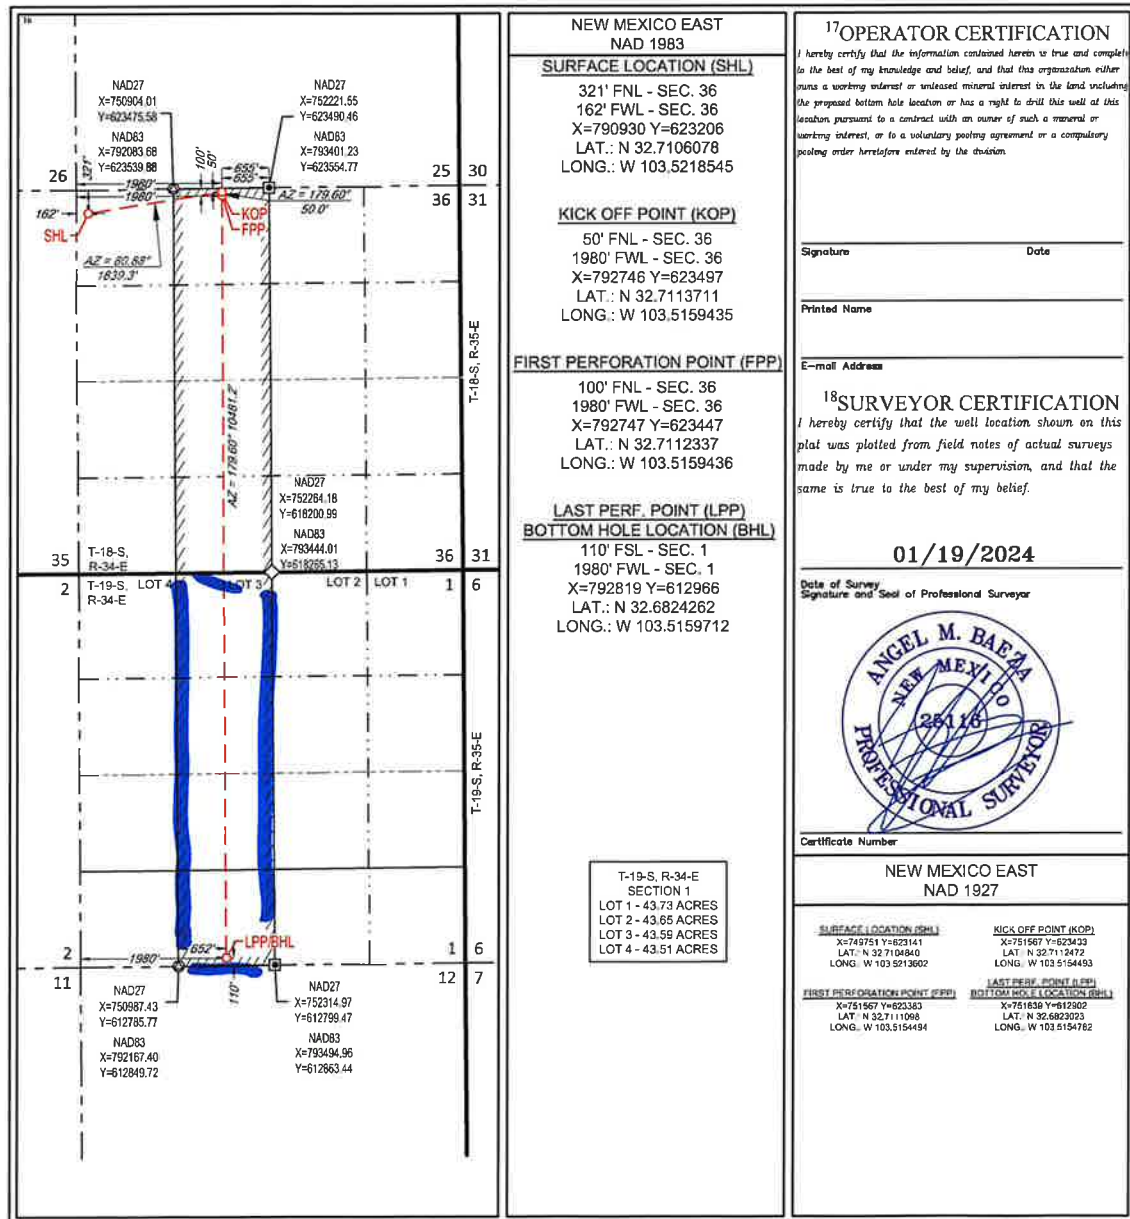 16
NAD27
X=750904.01
Y=623475.58
NAD83
X=792083.68
Y=623539.88
NAD27
X=752221.55
Y=623490.46
NAD83
X=793401.23
Y=623554.77
321'
100'
50'
655'
655'
26
1980'
1980'
25 30
36 31
AZ = 179.60°
50.0'
162'
KOP
FPP
SHL
AZ = 80.88°
1839.3'
T-18-S, R-35-E
AZ = 179.60° 10481.2'
NAD27
X=752264.18
Y=618200.99
NAD83
X=793444.01
Y=618265.13
35
T-18-S,
R-34-E
36 31
2
T-19-S,
R-34-E
LOT 4
LOT 3
LOT 2
LOT 1
1 6
T-19-S, R-35-E
652'
LPP/BHL
2
1980'
1 6
11
110'
12 7
NAD27
X=750987.43
Y=612785.77
NAD83
X=792167.40
Y=612849.72
NAD27
X=752314.97
Y=612799.47
NAD83
X=793494.96
Y=612863.44
NEW MEXICO EAST
NAD 1983
SURFACE LOCATION (SHL)
321' FNL - SEC. 36
162' FWL - SEC. 36
X=790930 Y=623206
LAT.: N 32.7106078
LONG.: W 103.5218545
KICK OFF POINT (KOP)
50' FNL - SEC. 36
1980' FWL - SEC. 36
X=792746 Y=623497
LAT.: N 32.7113711
LONG.: W 103.5159435
FIRST PERFORATION POINT (FPP)
100' FNL - SEC. 36
1980' FWL - SEC. 36
X=792747 Y=623447
LAT.: N 32.7112337
LONG.: W 103.5159436
LAST PERF. POINT (LPP)
BOTTOM HOLE LOCATION (BHL)
110' FSL - SEC. 1
1980' FWL - SEC. 1
X=792819 Y=612966
LAT.: N 32.6824262
LONG.: W 103.5159712
T-19-S, R-34-E
SECTION 1
LOT 1 - 43.73 ACRES
LOT 2 - 43.65 ACRES
LOT 3 - 43.59 ACRES
LOT 4 - 43.51 ACRES
17OPERATOR CERTIFICATION
I hereby certify that the information contained herein is true and complete
to the best of my knowledge and belief, and that this organization either
owns a working interest or unleased mineral interest in the land including
the proposed bottom hole location or has a right to drill this well at this
location pursuant to a contract with an owner of such a mineral or
working interest, or to a voluntary pooling agreement or a compulsory
pooling order heretofore entered by the division
Signature Date
Printed Name
E-mail Address
18SURVEYOR CERTIFICATION
I hereby certify that the well location shown on this
plat was plotted from field notes of actual surveys
made by me or under my supervision, and that the
same is true to the best of my belief.
01/19/2024
Date of Survey
Signature and Seal of Professional Surveyor
ANGEL M. BAEZA
NEW MEXICO
25116
PROFESSIONAL SURVEYOR
Certificate Number
NEW MEXICO EAST
NAD 1927
SURFACE LOCATION (SHL)
X=749751 Y=623141
LAT.: N 32.7104840
LONG.: W 103.5213602
KICK OFF POINT (KOP)
X=751567 Y=623433
LAT.: N 32.7112472
LONG.: W 103.5154493
FIRST PERFORATION POINT (FPP)
X=751567 Y=623383
LAT.: N 32.7111098
LONG.: W 103.5154494
LAST PERF. POINT (LPP)
BOTTOM HOLE LOCATION (BHL)
X=751639 Y=612902
LAT.: N 32.6823023
LONG.: W 103.5154782